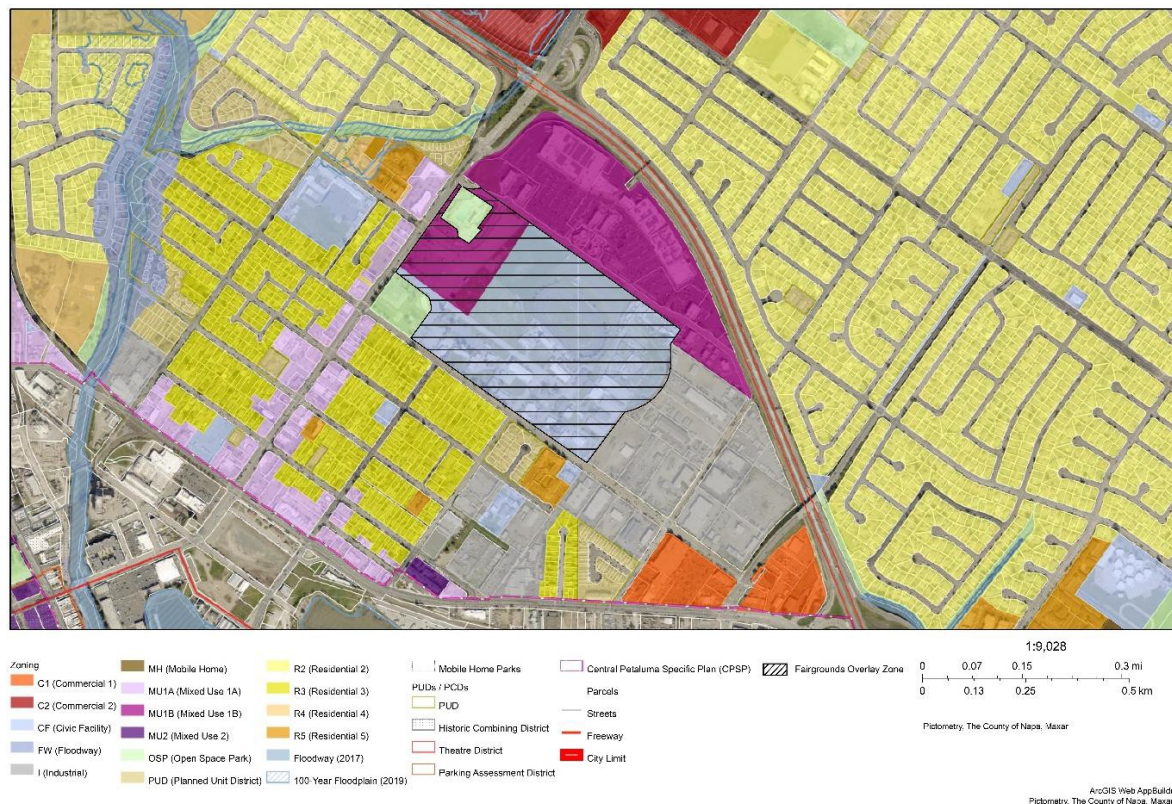 Zoning
C1 (Commercial 1)
C2 (Commercial 2)
CF (Civic Facility)
FW (Floodway)
I (Industrial)
MH (Mobile Home)
MU1A (Mixed Use 1A)
MU1B (Mixed Use 1B)
MU2 (Mixed Use 2)
OSP (Open Space Park)
PUD (Planned Unit District)
R2 (Residential 2)
R3 (Residential 3)
R4 (Residential 4)
R5 (Residential 5)
Floodway (2017)
100-Year Floodplain (2019)
Mobile Home Parks
PUDs / PCDs
PUD
Historic Combining District
Theatre District
Parking Assessment District
Central Petaluma Specific Plan (CPSP)
Parcels
Streets
Freeway
City Limit
Fairgrounds Overlay Zone
1:9,028
0 0.07 0.15 0.3 mi
0 0.13 0.25 0.5 km
Pictometry, The County of Napa, Maxar
ArcGIS Web AppBuilde
Pictometry, The County of Napa, Maxar